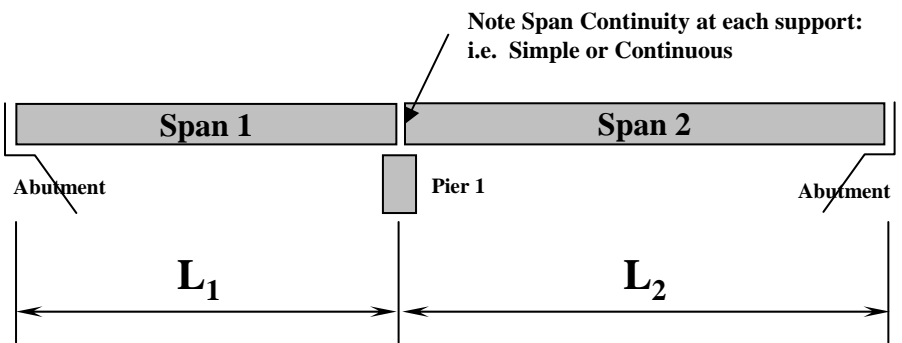 Note Span Continuity at each support:
i.e. Simple or Continuous
Span 1
Span 2
Abutment
Pier 1
Abutment
L1
L2